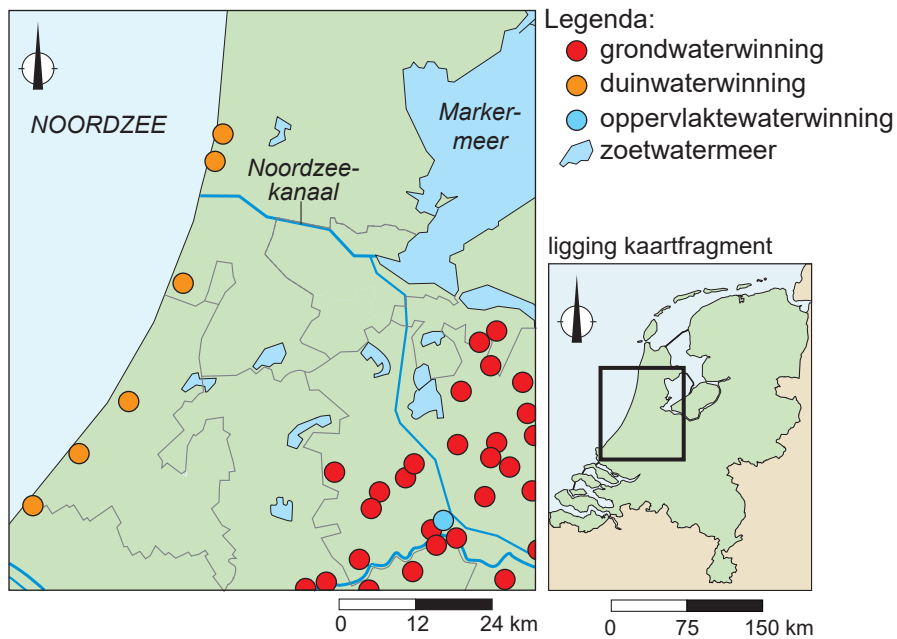 NOORDZEE
Noordzee-
kanaal
Marker-
meer
0 12 24 km
Legenda:
grondwaterwinning
duinwaterwinning
oppervlaktewaterwinning
zoetwatermeer
ligging kaartfragment
0 75 150 km